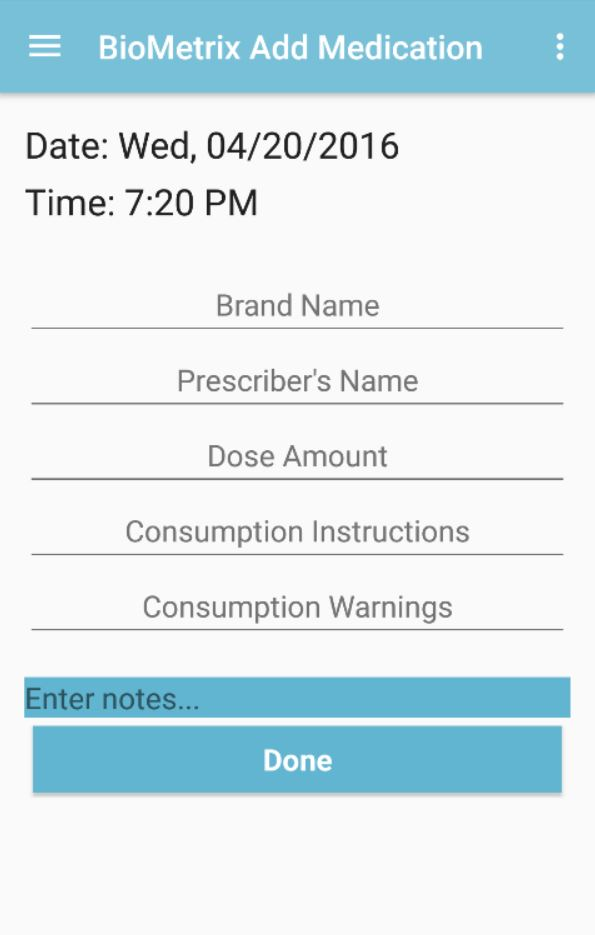 BioMetrix Add Medication
Date: Wed, 04/20/2016
Time: 7:20 PM
Brand Name
Prescriber's Name
Dose Amount
Consumption Instructions
Consumption Warnings
Enter notes...
Done